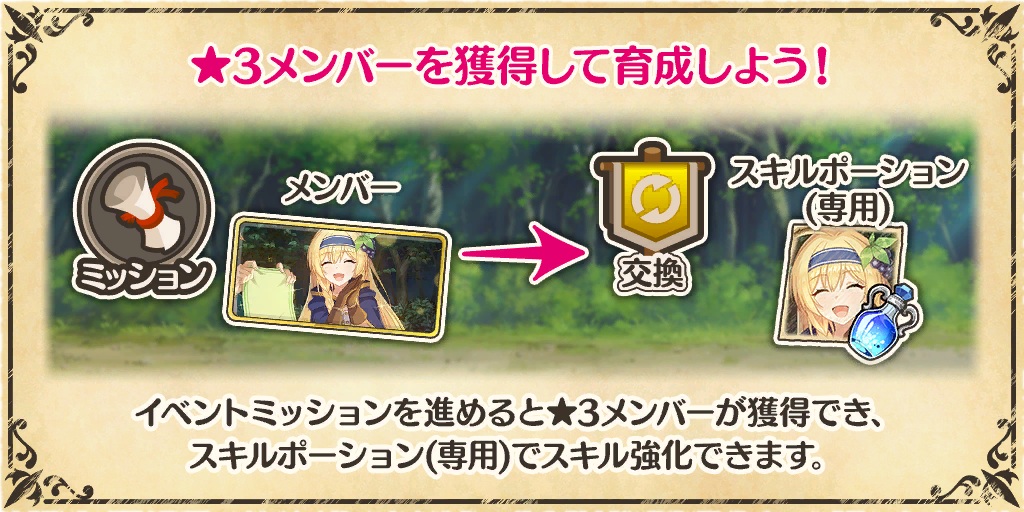 ★3メンバーを獲得して育成しよう！
ミッション
メンバー
交換
スキルポーション
(専用)
イベントミッションを進めると★3メンバーが獲得でき、
スキルポーション(専用)でスキル強化できます。